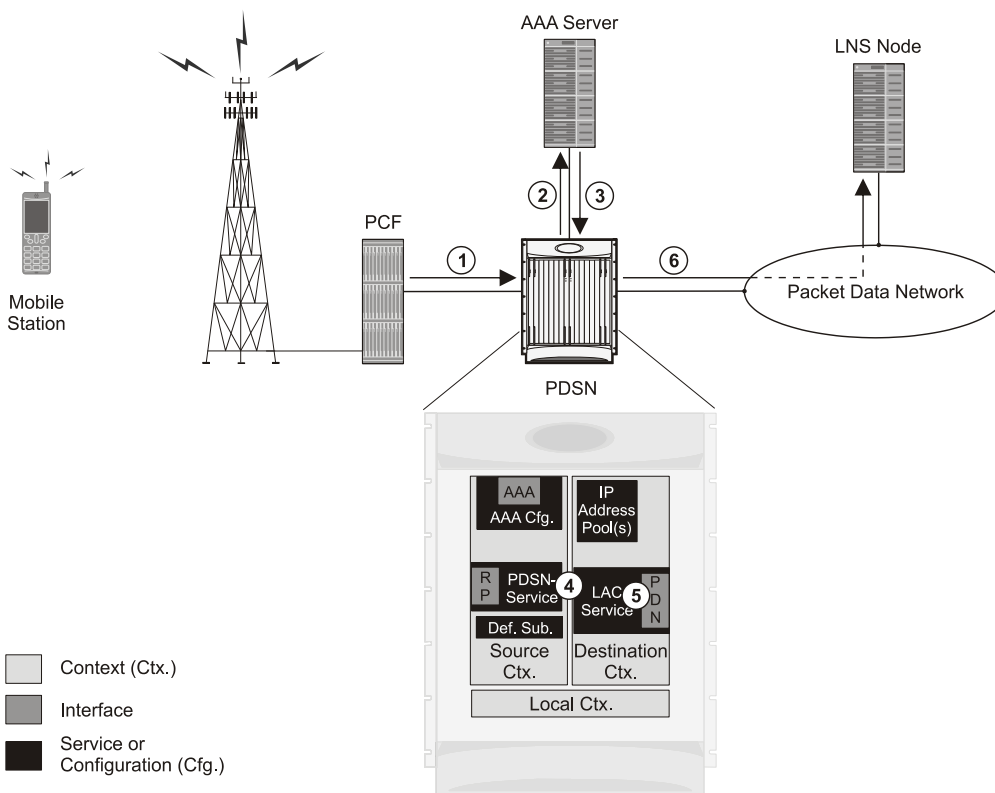 AAA Server
LNS Node
2
3
PCF
1
6
Mobile
Station
Packet Data Network
PDSN
AAA
AAA Cfg.
IP
Address
Pool(s)
R
P
PDSN-
Service
4
LAC
Service
5
P
D
N
Def. Sub.
Source
Ctx.
Destination
Ctx.
Local Ctx.
Context (Ctx.)
Interface
Service or
Configuration (Cfg.)